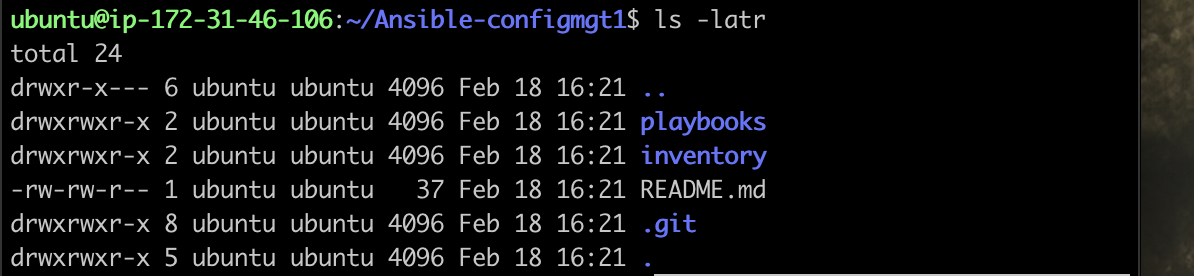 ubuntu@ip-172-31-46-106:~/Ansible-configmgt1$ ls -latr
total 24
drwxr-x--- 6 ubuntu ubuntu 4096 Feb 18 16:21 ..
drwxrwxr-x 2 ubuntu ubuntu 4096 Feb 18 16:21 playbooks
drwxrwxr-x 2 ubuntu ubuntu 4096 Feb 18 16:21 inventory
-rw-rw-r-- 1 ubuntu ubuntu   37 Feb 18 16:21 README.md
drwxrwxr-x 8 ubuntu ubuntu 4096 Feb 18 16:21 .git
drwxrwxr-x 5 ubuntu ubuntu 4096 Feb 18 16:21 .